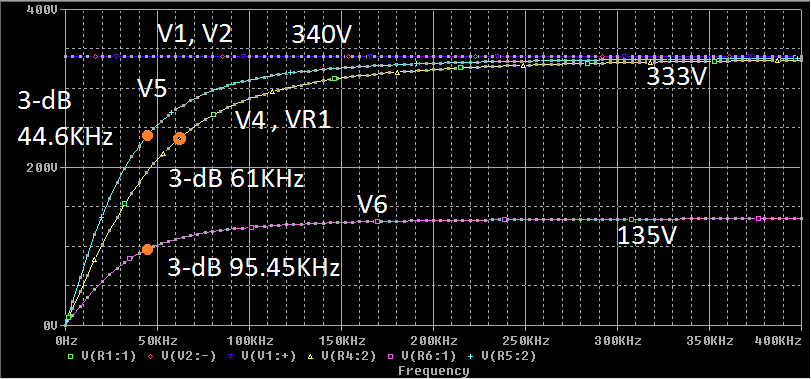 400V
V1, V2
340V
V5
333V
3-dB
44.6KHz
V4 , VR1
200V
3-dB 61KHz
V6
135V
3-dB 95.45KHz
0V
0Hz 50KHz 100KHz 150KHz 200KHz 250KHz 300KHz 350KHz 400KHz
V(R1:1) V(V2:-) V(V1:+) V(R4:2) V(R6:1) V(R5:2)
Frequency